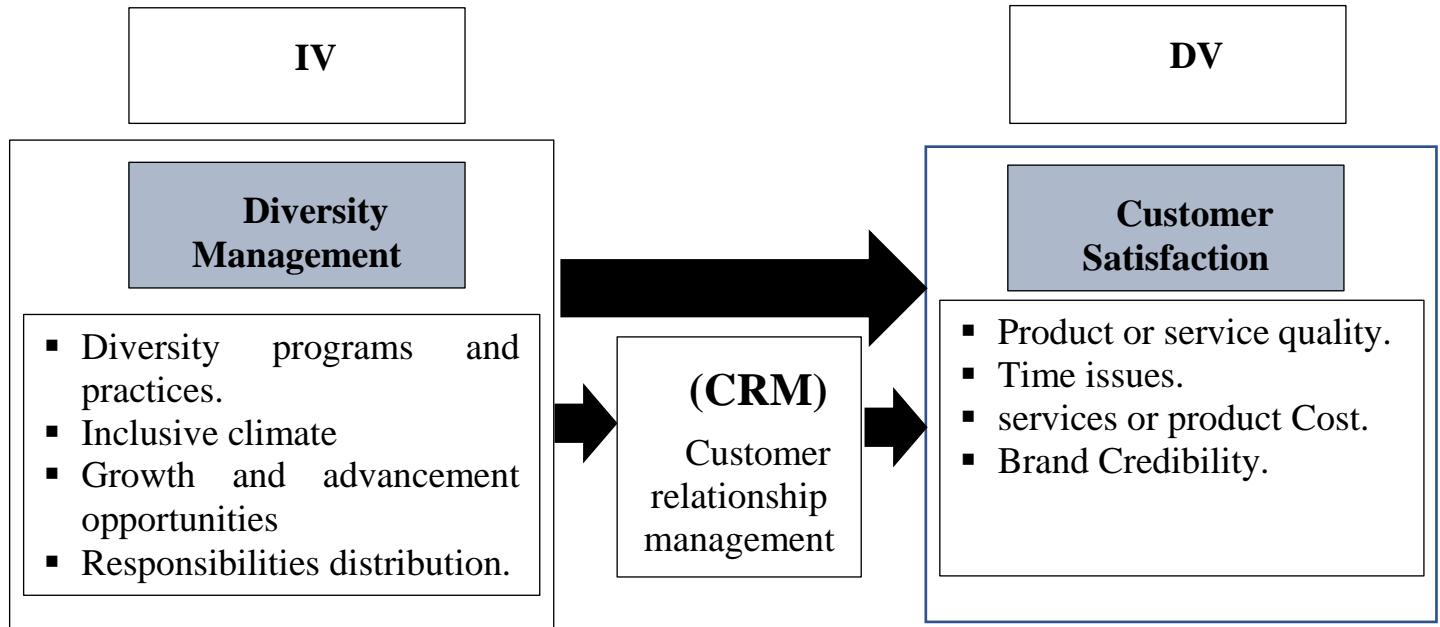 IV
DV
Diversity
Management
▪ Diversity programs and
practices.
▪ Inclusive climate
▪ Growth and advancement
opportunities
▪ Responsibilities distribution.
(CRM)
Customer
relationship
management
Customer
Satisfaction
▪ Product or service quality.
▪ Time issues.
▪ services or product Cost.
▪ Brand Credibility.